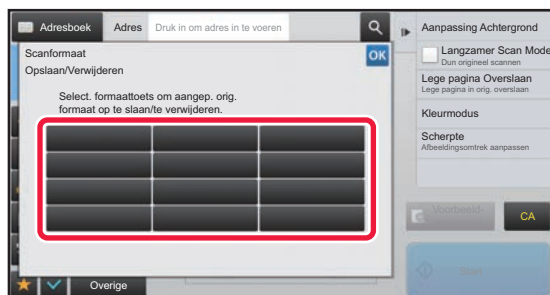 Adresboek
Adres
Druk in om adres in te voeren
Scanformaat
OK
Opslaan/Verwijderen
Select. formaattoets om aangep. orig.
formaat op te slaan/te verwijderen.
Aanpassing Achtergrond
Langzamer Scan Mode
Dun origineel scannen
Lege pagina Overslaan
Lege pagina in orig. overslaan
Kleurmodus
Scherpte
Afbeeldingsomtrek aanpassen
Voorbeeld-
CA
Start
Overige